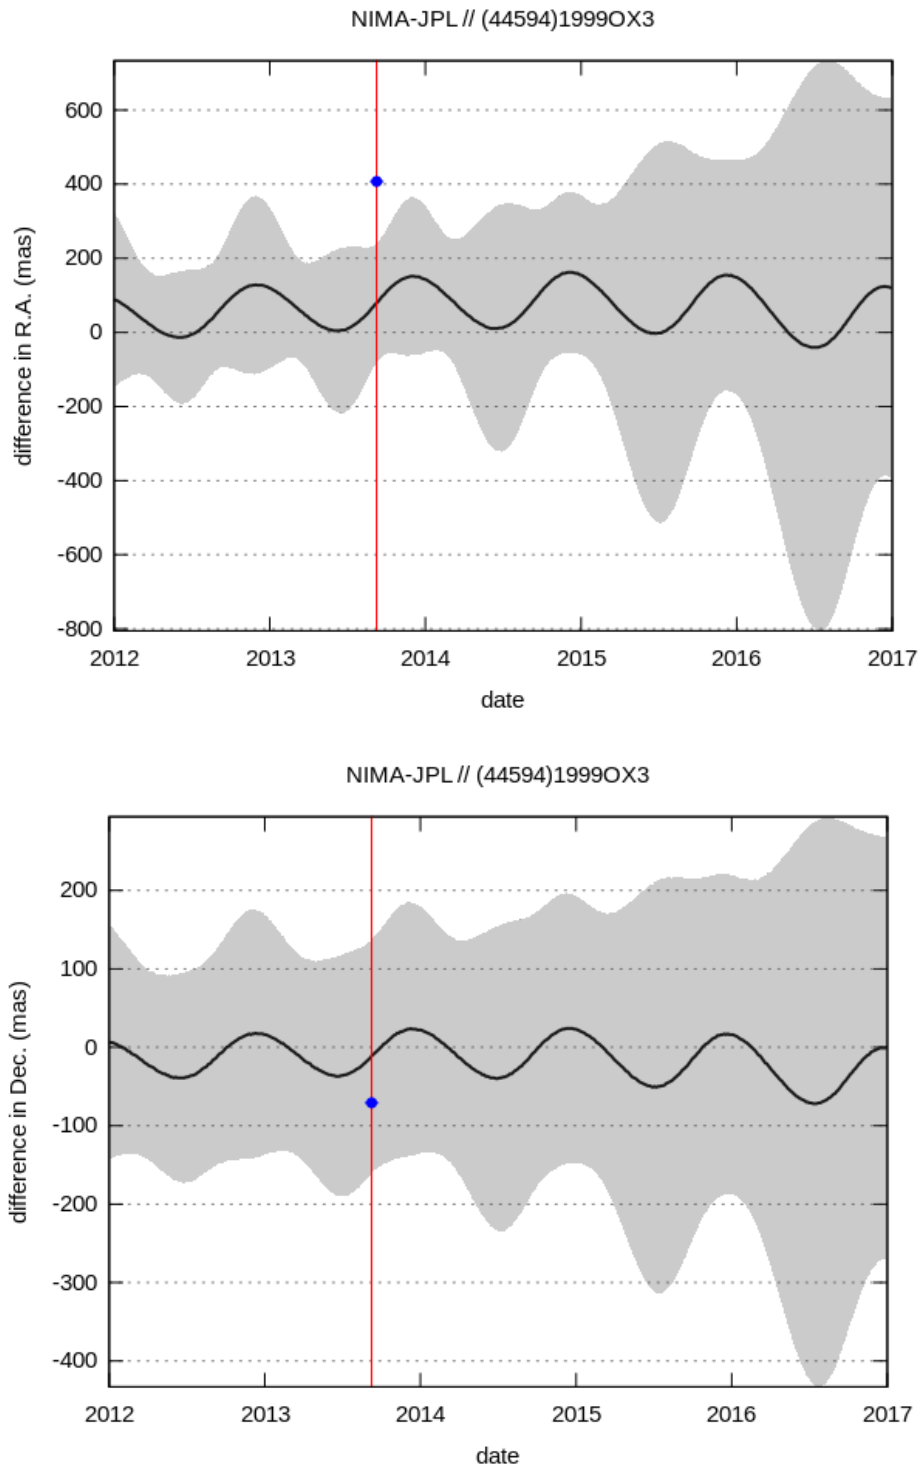 NIMA-JPL // (44594)1999OX3
600
400
200
0
-200
-400
-600
-800
difference in R.A. (mas)
2012 2013 2014 2015 2016 2017
date
NIMA-JPL // (44594)1999OX3
200
100
0
-100
-200
-300
-400
difference in Dec. (mas)
2012 2013 2014 2015 2016 2017
date